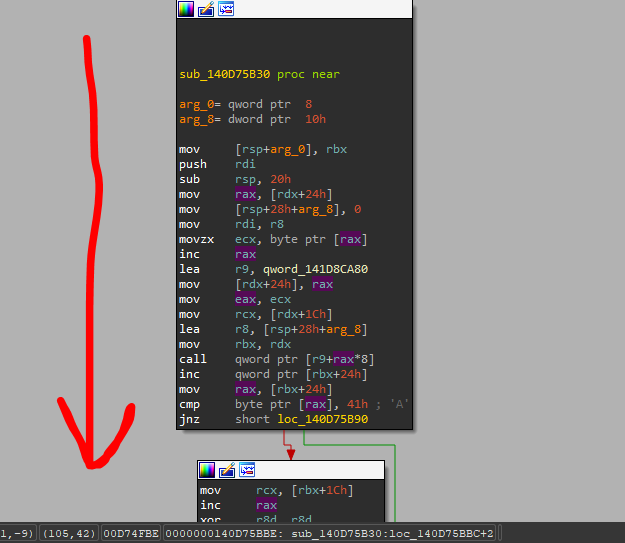 sub_140D75B30 proc near
arg_0= qword ptr  8
arg_8= dword ptr  10h
mov     [rsp+arg_0], rbx
push    rdi
sub     rsp, 20h
mov     rax, [rdx+24h]
mov     [rsp+28h+arg_8], 0
mov     rdi, r8
movzx   ecx, byte ptr [rax]
inc     rax
lea     r9, qword_141D8CA80
mov     [rdx+24h], rax
mov     eax, ecx
mov     rcx, [rdx+1Ch]
lea     r8, [rsp+28h+arg_8]
mov     rbx, rdx
call    qword ptr [r9+rax*8]
inc     qword ptr [rbx+24h]
mov     rax, [rbx+24h]
cmp     byte ptr [rax], 41h ; 'A'
jnz     short loc_140D75B90
mov     rcx, [rbx+1Ch]
inc     rax
xor     r8d, r8d
1,-9) (105,42) 00D74FBE 0000000140D75BBE: sub_140D75B30:loc_140D75BBC+2